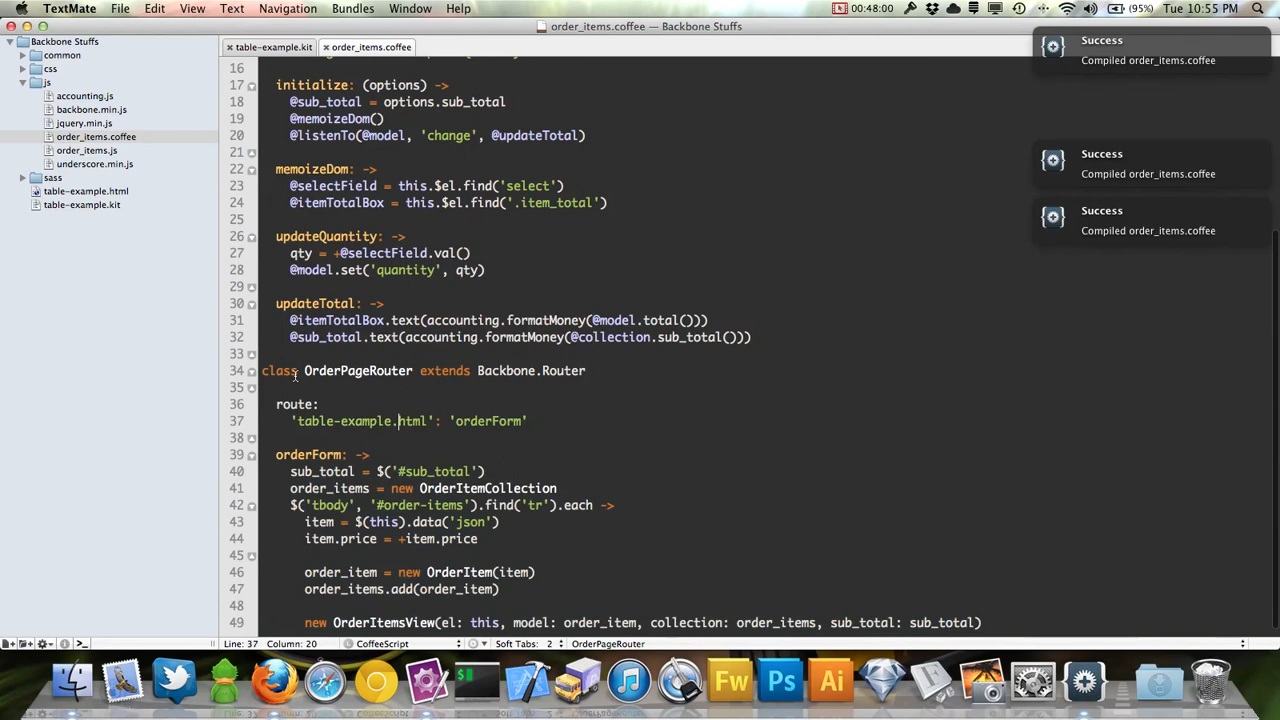 TextMate File Edit View Text Navigation Bundles Window Help 00:48:00 (95%) Tue 10:55 PM
order_items.coffee — Backbone Stuffs
Backbone Stuffs
common
css
js
accounting.js
backbone.min.js
jquery.min.js
order_items.coffee
order_items.js
underscore.min.js
sass
table-example.html
table-example.kit
table-example.kit order_items.coffee
16
17 initialize: (options) ->
18 @sub_total = options.sub_total
19 @memoizeDom()
20 @listenTo(@model, 'change', @updateTotal)
21
22 memoizeDom: ->
23 @selectField = this.$el.find('select')
24 @itemTotalBox = this.$el.find('.item_total')
25
26 updateQuantity: ->
27 qty = +@selectField.val()
28 @model.set('quantity', qty)
29
30 updateTotal: ->
31 @itemTotalBox.text(accounting.formatMoney(@model.total()))
32 @sub_total.text(accounting.formatMoney(@collection.sub_total()))
33
34 class OrderPageRouter extends Backbone.Router
35
36 route:
37 'table-example.html': 'orderForm'
38
39 orderForm: ->
40 sub_total = $('#sub_total')
41 order_items = new OrderItemCollection
42 $('tbody', '#order-items').find('tr').each ->
43 item = $(this).data('json')
44 item.price = +item.price
45
46 order_item = new OrderItem(item)
47 order_items.add(order_item)
48
49 new OrderItemsView(el: this, model: order_item, collection: order_items, sub_total: sub_total)
Success
Compiled order_items.coffee
Success
Compiled order_items.coffee
Success
Compiled order_items.coffee
Line: 37 Column: 20 CoffeeScript Soft Tabs: 2 OrderPageRouter
Fw Ps Ai